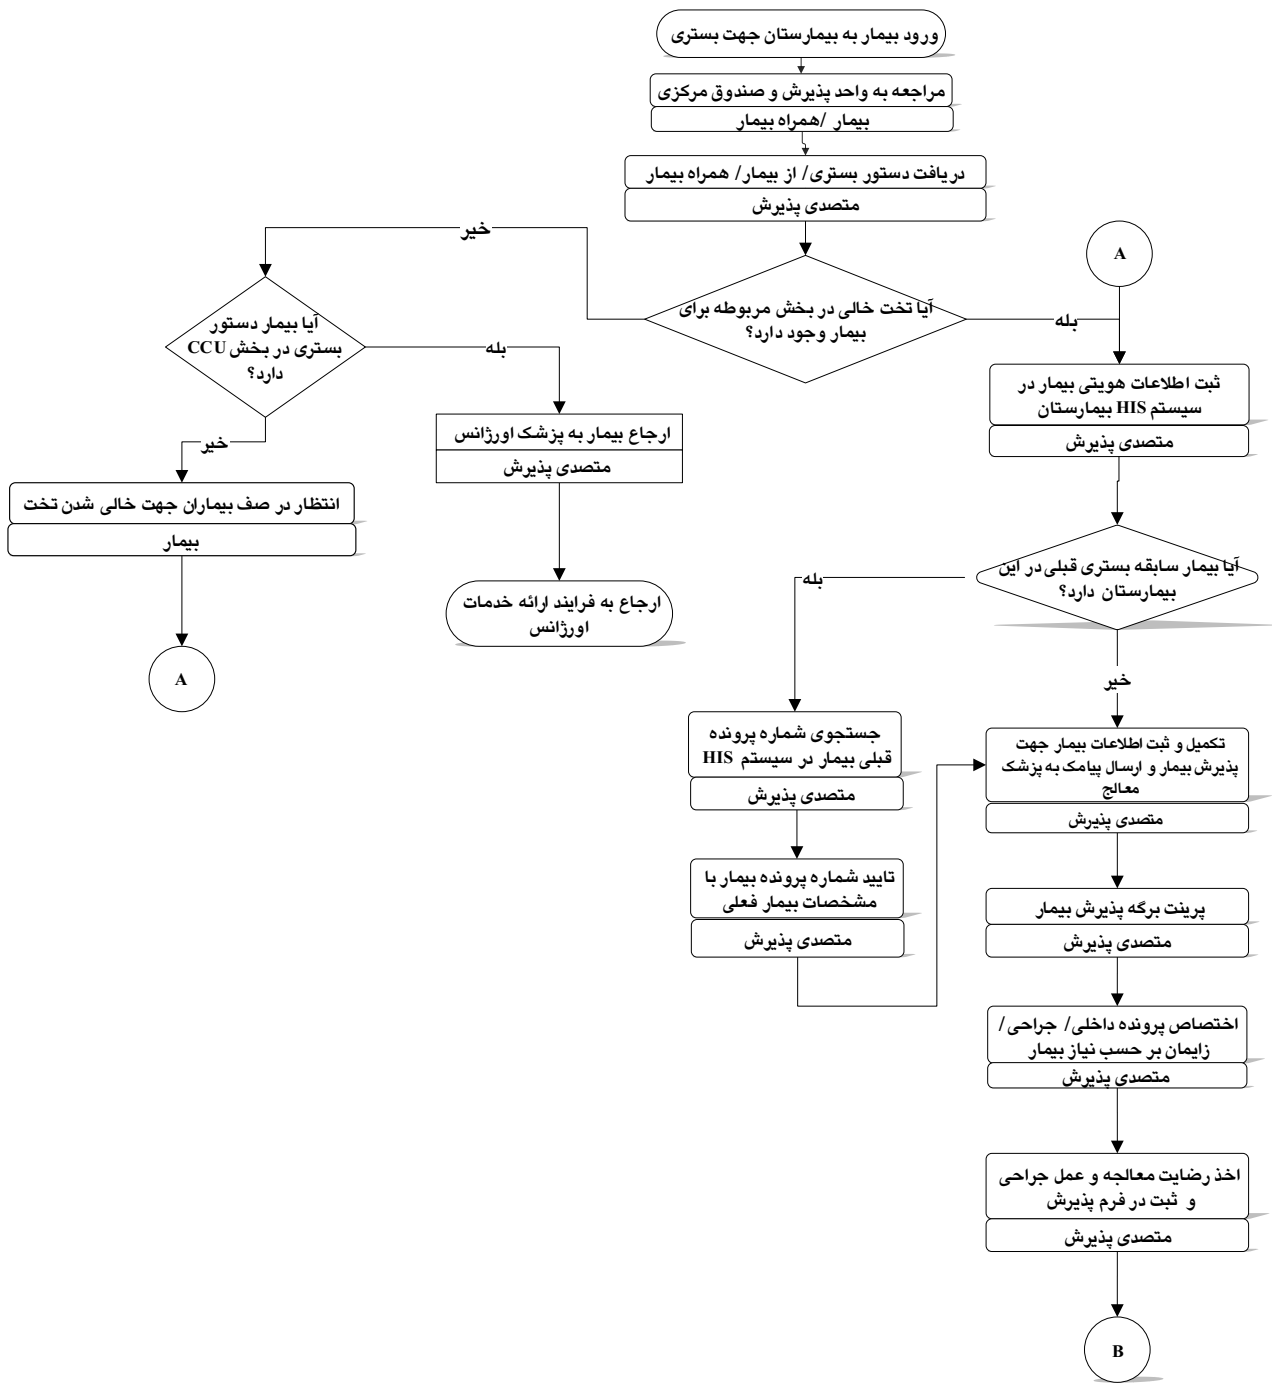 ورود بیمار به بیمارستان جهت بستری
مراجعه به واحد پذیرش و صندوق مرکزی
بیمار /همراه بیمار
دریافت دستور بستری/ از بیمار/ همراه بیمار
متصدی پذیرش
آیا تخت خالی در بخش مربوطه برای
بیمار وجود دارد؟
بله
خیر
A
ثبت اطلاعات هویتی بیمار در
سیستم HIS بیمارستان
متصدی پذیرش
آیا بیمار دستور
بستری در بخش CCU
دارد؟
بله
خیر
ارجاع بیمار به پزشک اورژانس
متصدی پذیرش
ارجاع به فرایند ارائه خدمات
اورژانس
انتظار در صف بیماران جهت خالی شدن تخت
بیمار
A
آیا بیمار سابقه بستری قبلی در این
بیمارستان دارد؟
بله
خیر
جستجوی شماره پرونده
قبلی بیمار در سیستم HIS
متصدی پذیرش
تایید شماره پرونده بیمار با
مشخصات بیمار فعلی
متصدی پذیرش
تکمیل و ثبت اطلاعات بیمار جهت
پذیرش بیمار و ارسال پیامک به پزشک
معالج
متصدی پذیرش
پرینت برگه پذیرش بیمار
متصدی پذیرش
اختصاص پرونده داخلی/ جراحی/
زایمان بر حسب نیاز بیمار
متصدی پذیرش
اخذ رضایت معالجه و عمل جراحی
و ثبت در فرم پذیرش
متصدی پذیرش
B